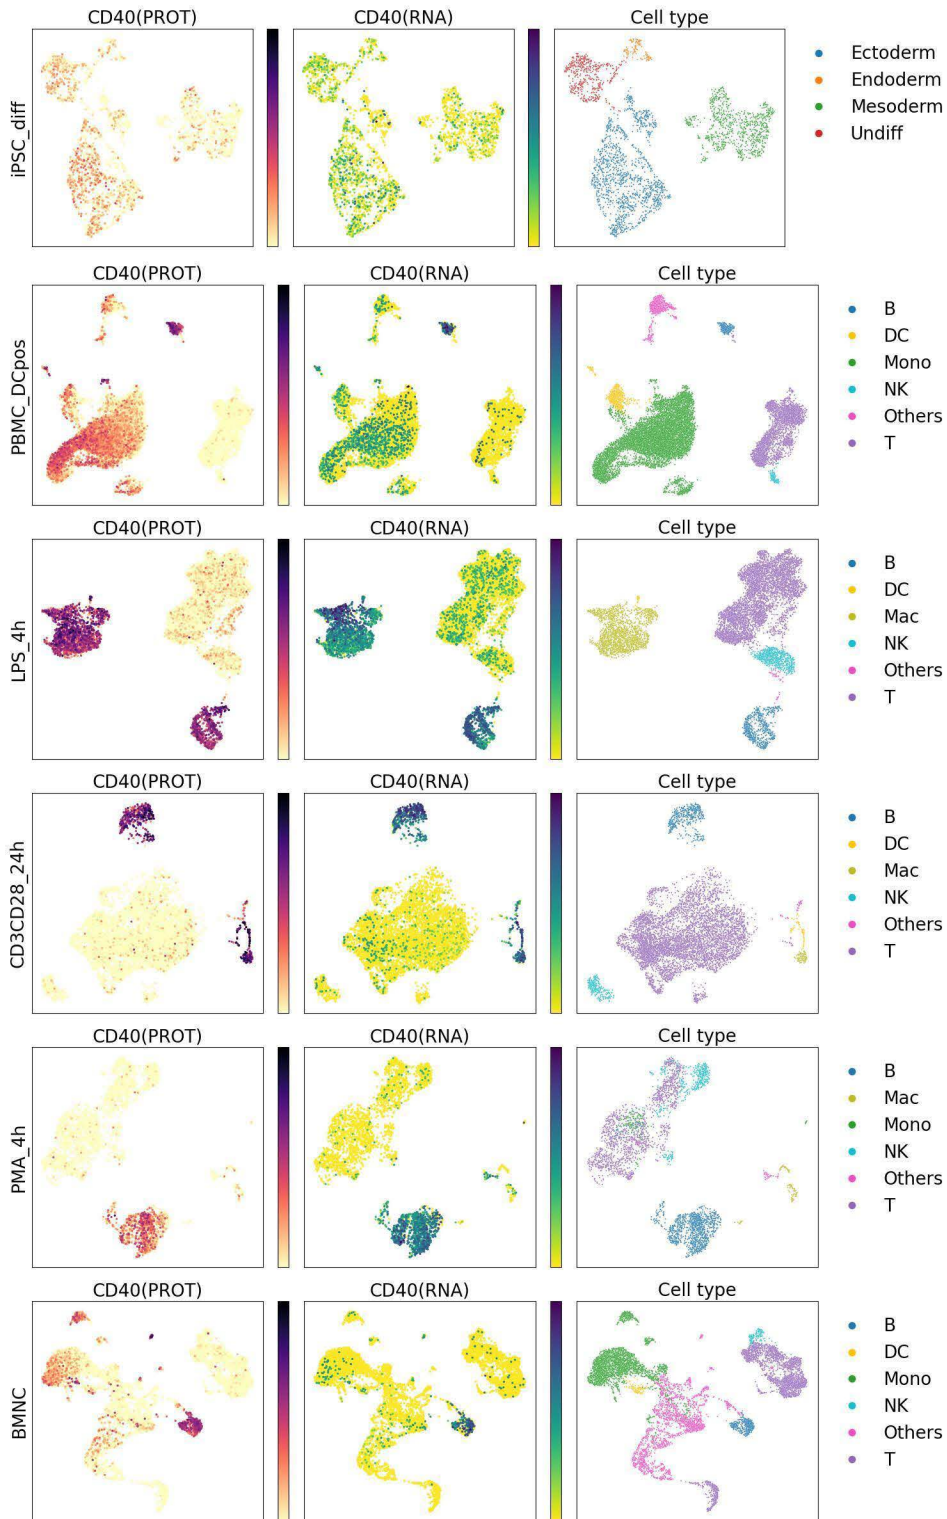 CD40(PROT) CD40(RNA) Cell type
iPSC_diff
Ectoderm
Endoderm
Mesoderm
Undiff
CD40(PROT) CD40(RNA) Cell type
PBMC_DCpos
B
DC
Mono
NK
Others
T
CD40(PROT) CD40(RNA) Cell type
LPS_4h
B
DC
Mac
NK
Others
T
CD40(PROT) CD40(RNA) Cell type
CD3CD28_24h
B
DC
Mac
NK
Others
T
CD40(PROT) CD40(RNA) Cell type
PMA_4h
B
Mac
Mono
NK
Others
T
CD40(PROT) CD40(RNA) Cell type
BMNC
B
DC
Mono
NK
Others
T